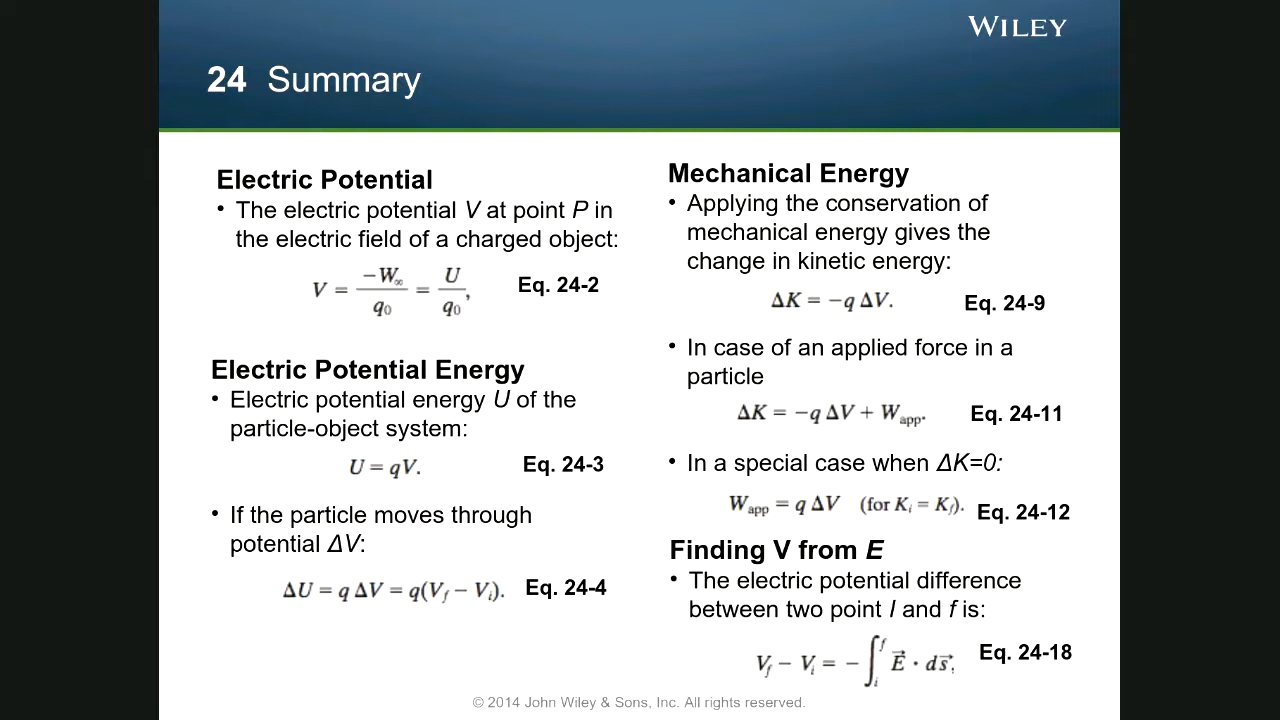 WILEY
24 Summary
Electric Potential
• The electric potential V at point P in
the electric field of a charged object:
V = −W∞/q0 = U/q0, Eq. 24-2
Electric Potential Energy
• Electric potential energy U of the
particle-object system:
U = qV. Eq. 24-3
• If the particle moves through
potential ΔV:
ΔU = q ΔV = q(Vf − Vi). Eq. 24-4
Mechanical Energy
• Applying the conservation of
mechanical energy gives the
change in kinetic energy:
ΔK = −q ΔV. Eq. 24-9
• In case of an applied force in a
particle
ΔK = −q ΔV + Wapp. Eq. 24-11
• In a special case when ΔK=0:
Wapp = q ΔV (for Ki = Kf). Eq. 24-12
Finding V from E
• The electric potential difference
between two point I and f is:
Vf − Vi = −∫if E⃗ · ds⃗, Eq. 24-18
© 2014 John Wiley & Sons, Inc. All rights reserved.